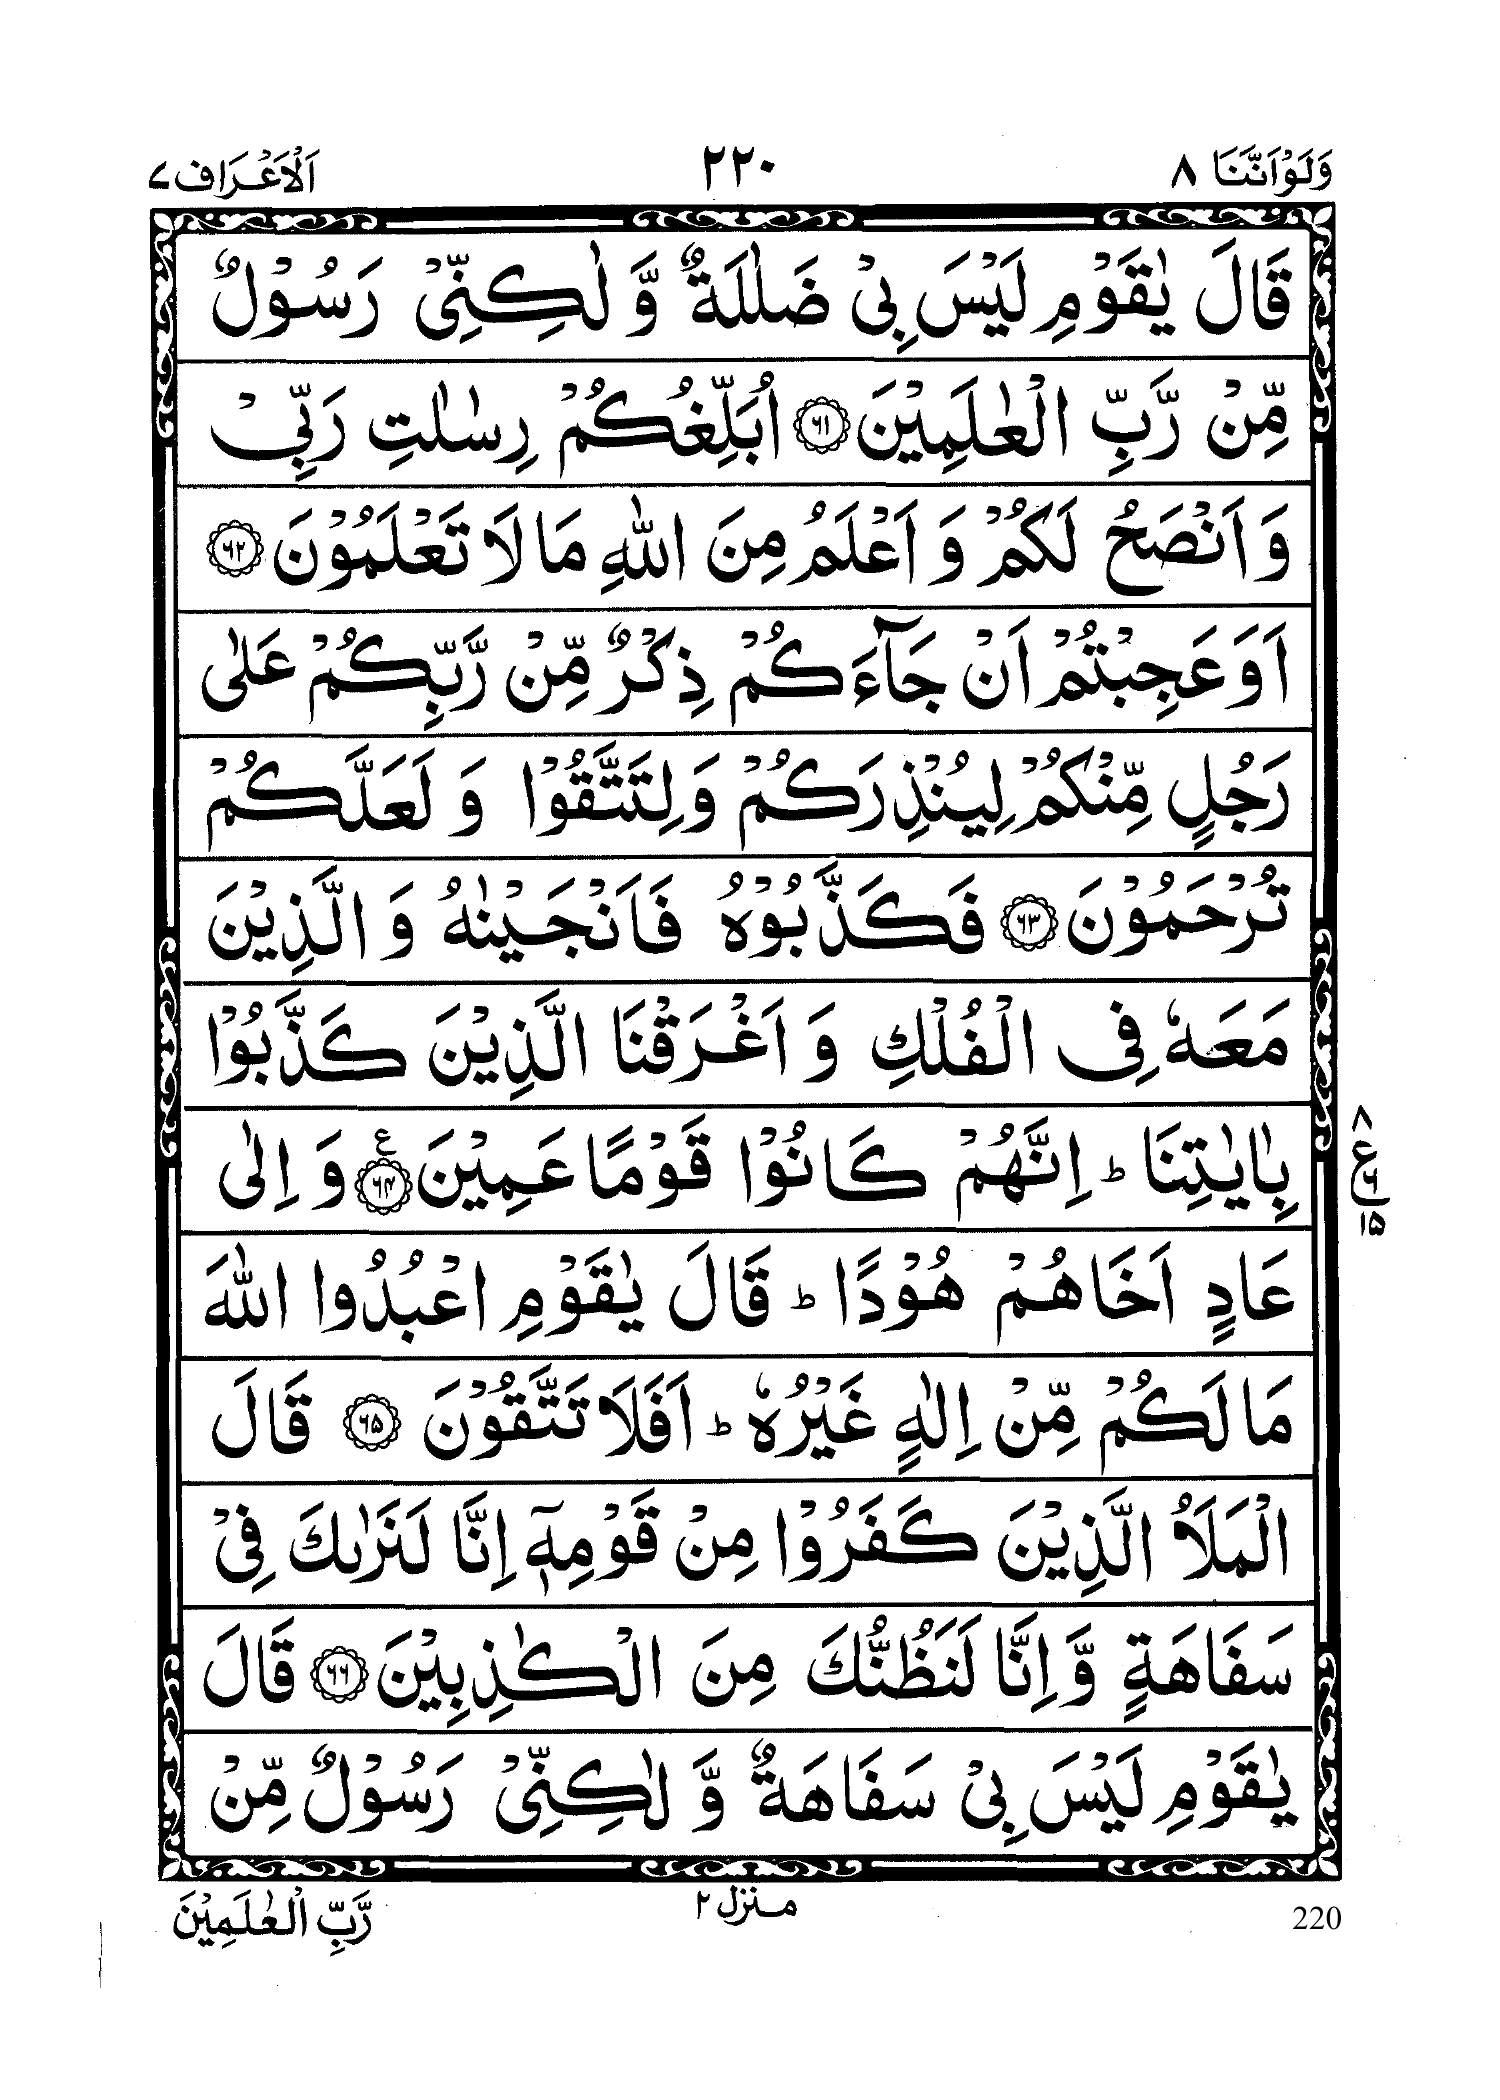 وَلَوْاَنَّنَا ٨
٢٢٠
اَلْاَعْرَاف ٧
قَالَ يٰقَوْمِ لَيْسَ بِيْ ضَلٰلَةٌ وَّ لٰكِنِّيْ رَسُوْلٌ
مِّنْ رَّبِّ الْعٰلَمِيْنَ ۝٦١ اُبَلِّغُكُمْ رِسٰلٰتِ رَبِّيْ
وَ اَنْصَحُ لَكُمْ وَ اَعْلَمُ مِنَ اللّٰهِ مَا لَا تَعْلَمُوْنَ ۝٦٢
اَوَعَجِبْتُمْ اَنْ جَآءَكُمْ ذِكْرٌ مِّنْ رَّبِّكُمْ عَلٰى
رَجُلٍ مِّنْكُمْ لِيُنْذِرَكُمْ وَلِتَتَّقُوْا وَ لَعَلَّكُمْ
تُرْحَمُوْنَ ۝٦٣ فَكَذَّبُوْهُ فَاَنْجَيْنٰهُ وَ الَّذِيْنَ
مَعَهٗ فِى الْفُلْكِ وَ اَغْرَقْنَا الَّذِيْنَ كَذَّبُوْا
بِاٰيٰتِنَا ؕ اِنَّهُمْ كَانُوْا قَوْمًا عَمِيْنَ ۝٦٤ ع وَ اِلٰى
٨ ع ٦ ١٥
عَادٍ اَخَاهُمْ هُوْدًا ؕ قَالَ يٰقَوْمِ اعْبُدُوا اللّٰهَ
مَا لَكُمْ مِّنْ اِلٰهٍ غَيْرُهٗ ؕ اَفَلَا تَتَّقُوْنَ ۝٦٥ قَالَ
الْمَلَاُ الَّذِيْنَ كَفَرُوْا مِنْ قَوْمِهٖۤ اِنَّا لَنَرٰىكَ فِيْ
سَفَاهَةٍ وَّ اِنَّا لَنَظُنُّكَ مِنَ الْكٰذِبِيْنَ ۝٦٦ قَالَ
يٰقَوْمِ لَيْسَ بِيْ سَفَاهَةٌ وَّ لٰكِنِّيْ رَسُوْلٌ مِّنْ
رَّبِّ الْعٰلَمِيْنَ
منزل ٢
220